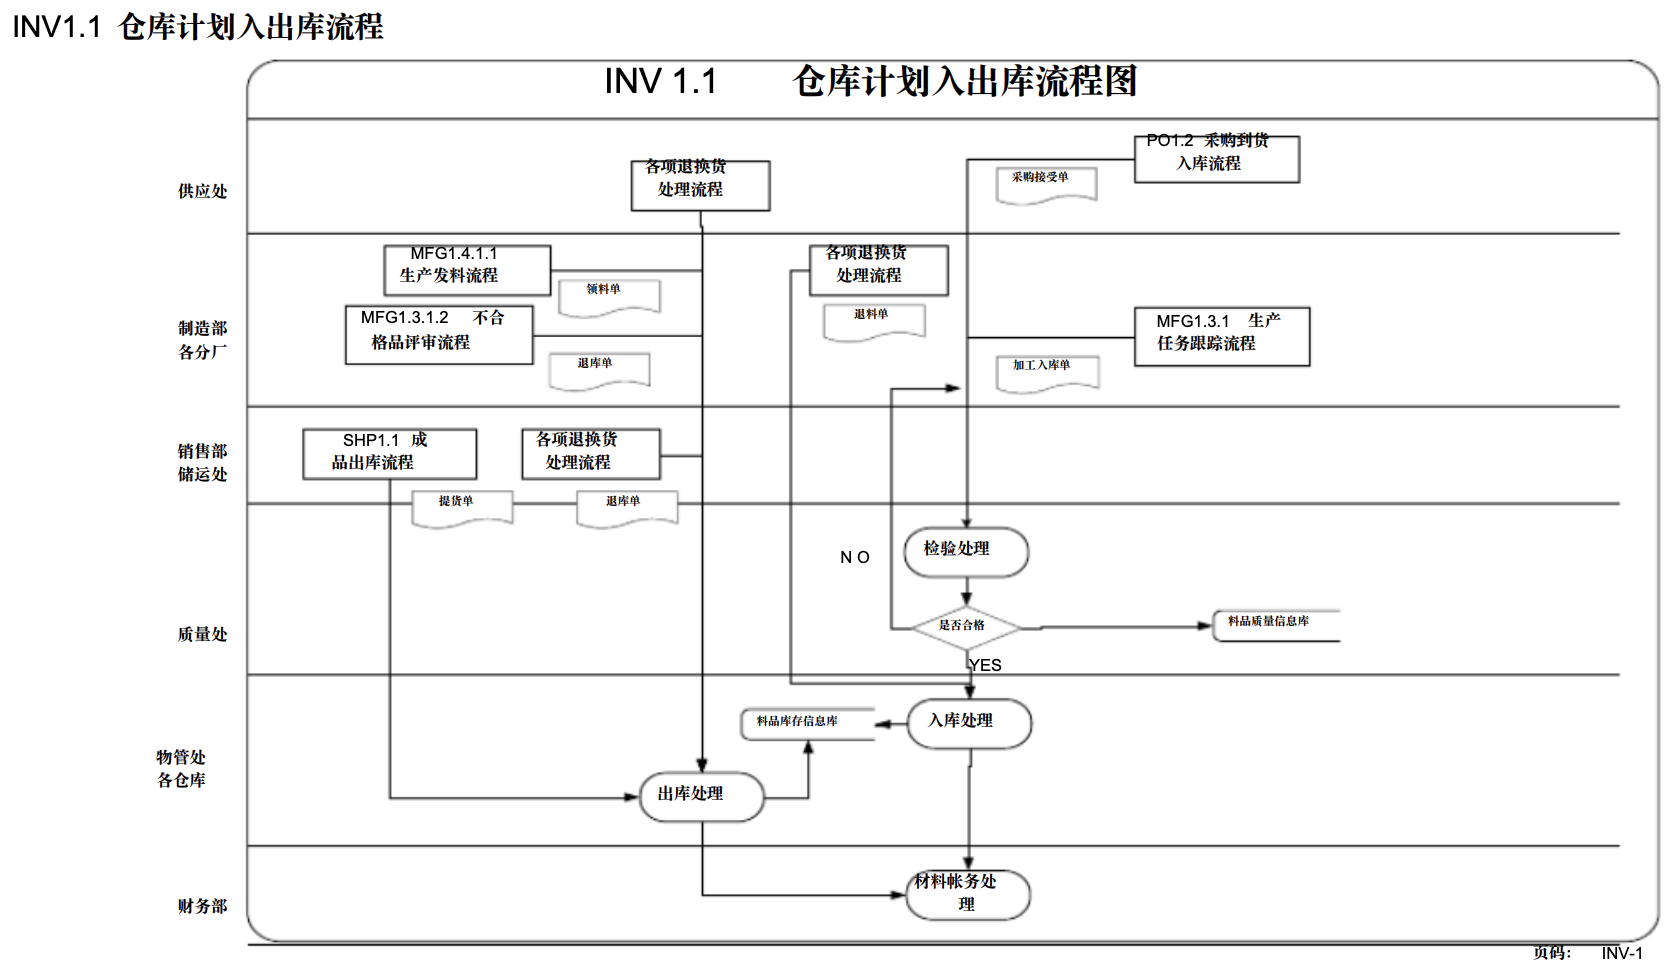 INV1.1 仓库计划入出库流程
INV 1.1 仓库计划入出库流程图
供应处
各项退换货
处理流程
PO1.2 采购到货
入库流程
采购接受单
制造部
各分厂
MFG1.4.1.1
生产发料流程
领料单
MFG1.3.1.2 不合
格品评审流程
退库单
各项退换货
处理流程
退料单
MFG1.3.1 生产
任务跟踪流程
加工入库单
销售部
储运处
SHP1.1 成
品出库流程
提货单
各项退换货
处理流程
退库单
质量处
检验处理
N O
是否合格
YES
料品质量信息库
物管处
各仓库
料品库存信息库
入库处理
出库处理
财务部
材料帐务处
理
页码： INV-1